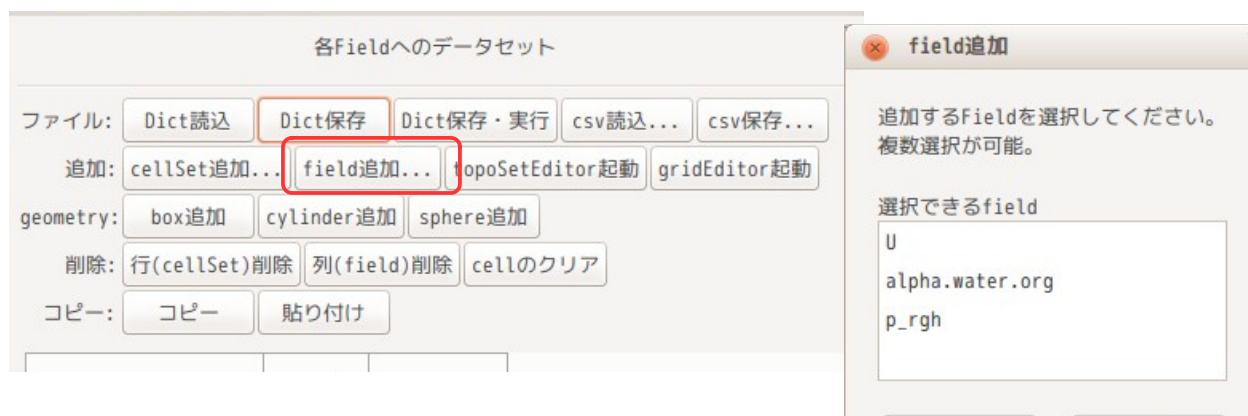 各Fieldへのデータセット
ファイル: Dict読込 Dict保存 Dict保存・実行 csv読込... csv保存...
追加: cellSet追加... field追加... topoSetEditor起動 gridEditor起動
geometry: box追加 cylinder追加 sphere追加
削除: 行(cellSet)削除 列(field)削除 cellのクリア
コピー: コピー 貼り付け
field追加
追加するFieldを選択してください。
複数選択が可能。
選択できるfield
U
alpha.water.org
p_rgh